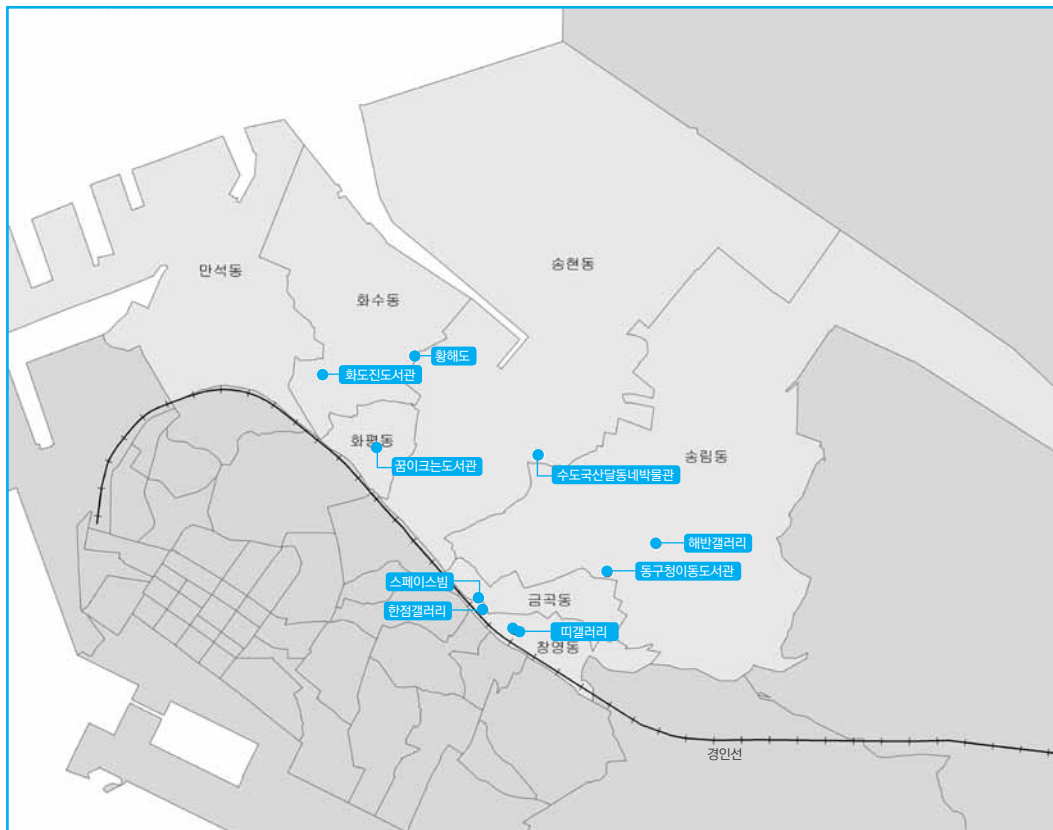 송현동
만석동
화수동
황해도
화도진도서관
화평동
꿈이크는도서관
송림동
수도국산달동네박물관
해반갤러리
동구청이동도서관
스페이스빔
한점갤러리
금곡동
띠갤러리
창영동
경인선